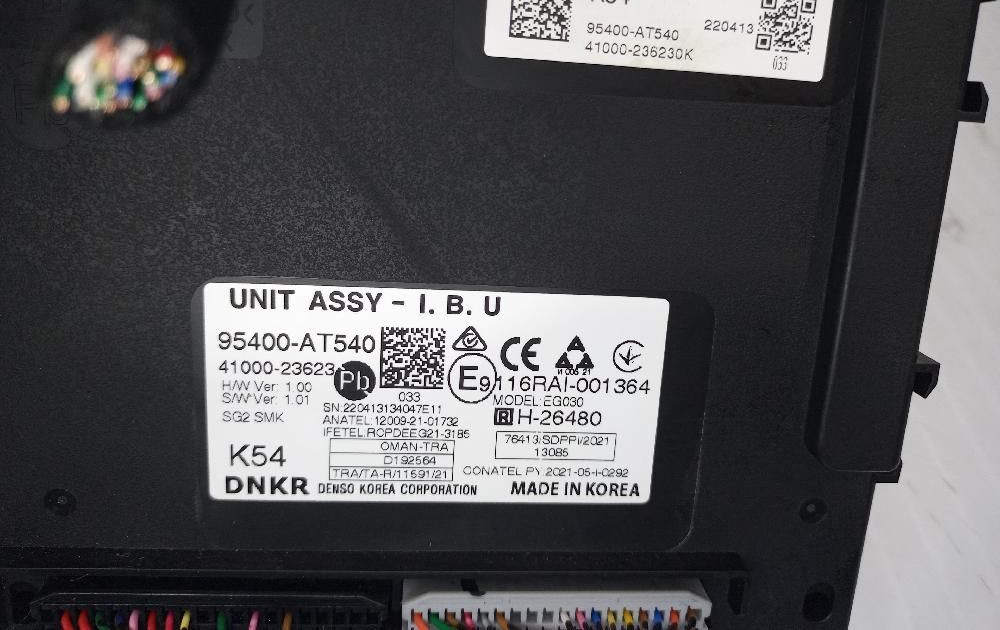 95400-AT540
220413
41000-236230K
033
UNIT ASSY - I. B. U
95400-AT540
41000-23623
Pb
H/W Ver: 1.00
S/W Ver: 1.01
SG2 SMK
033
CE
E9
116RAI-001364
MODEL: EG030
R H-26480
SN:220413134047E11
ANATEL: 12009-21-01732
IFETEL: RCPDEEG21-3185
OMAN-TRA
D192564
TRA/TA-R/11591/21
76413/SDPPI/2021
13085
CONATEL PY 2021-05-I-0292
K54
DNKR DENSO KOREA CORPORATION
MADE IN KOREA